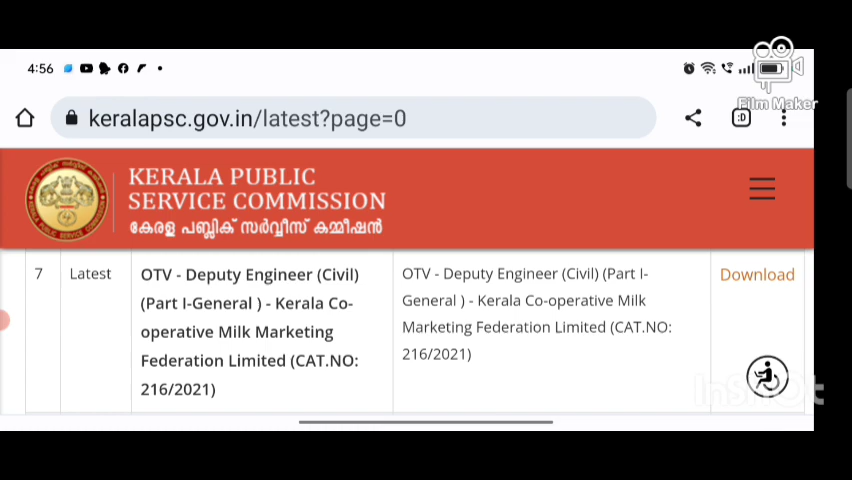 4:56
Film Maker
keralapsc.gov.in/latest?page=0
:D
KERALA PUBLIC
SERVICE COMMISSION
കേരള പബ്ലിക് സർവ്വീസ് കമ്മീഷൻ
7
Latest
OTV - Deputy Engineer (Civil)
(Part I-General ) - Kerala Co-
operative Milk Marketing
Federation Limited (CAT.NO:
216/2021)
OTV - Deputy Engineer (Civil) (Part I-
General ) - Kerala Co-operative Milk
Marketing Federation Limited (CAT.NO:
216/2021)
Download
InShOt